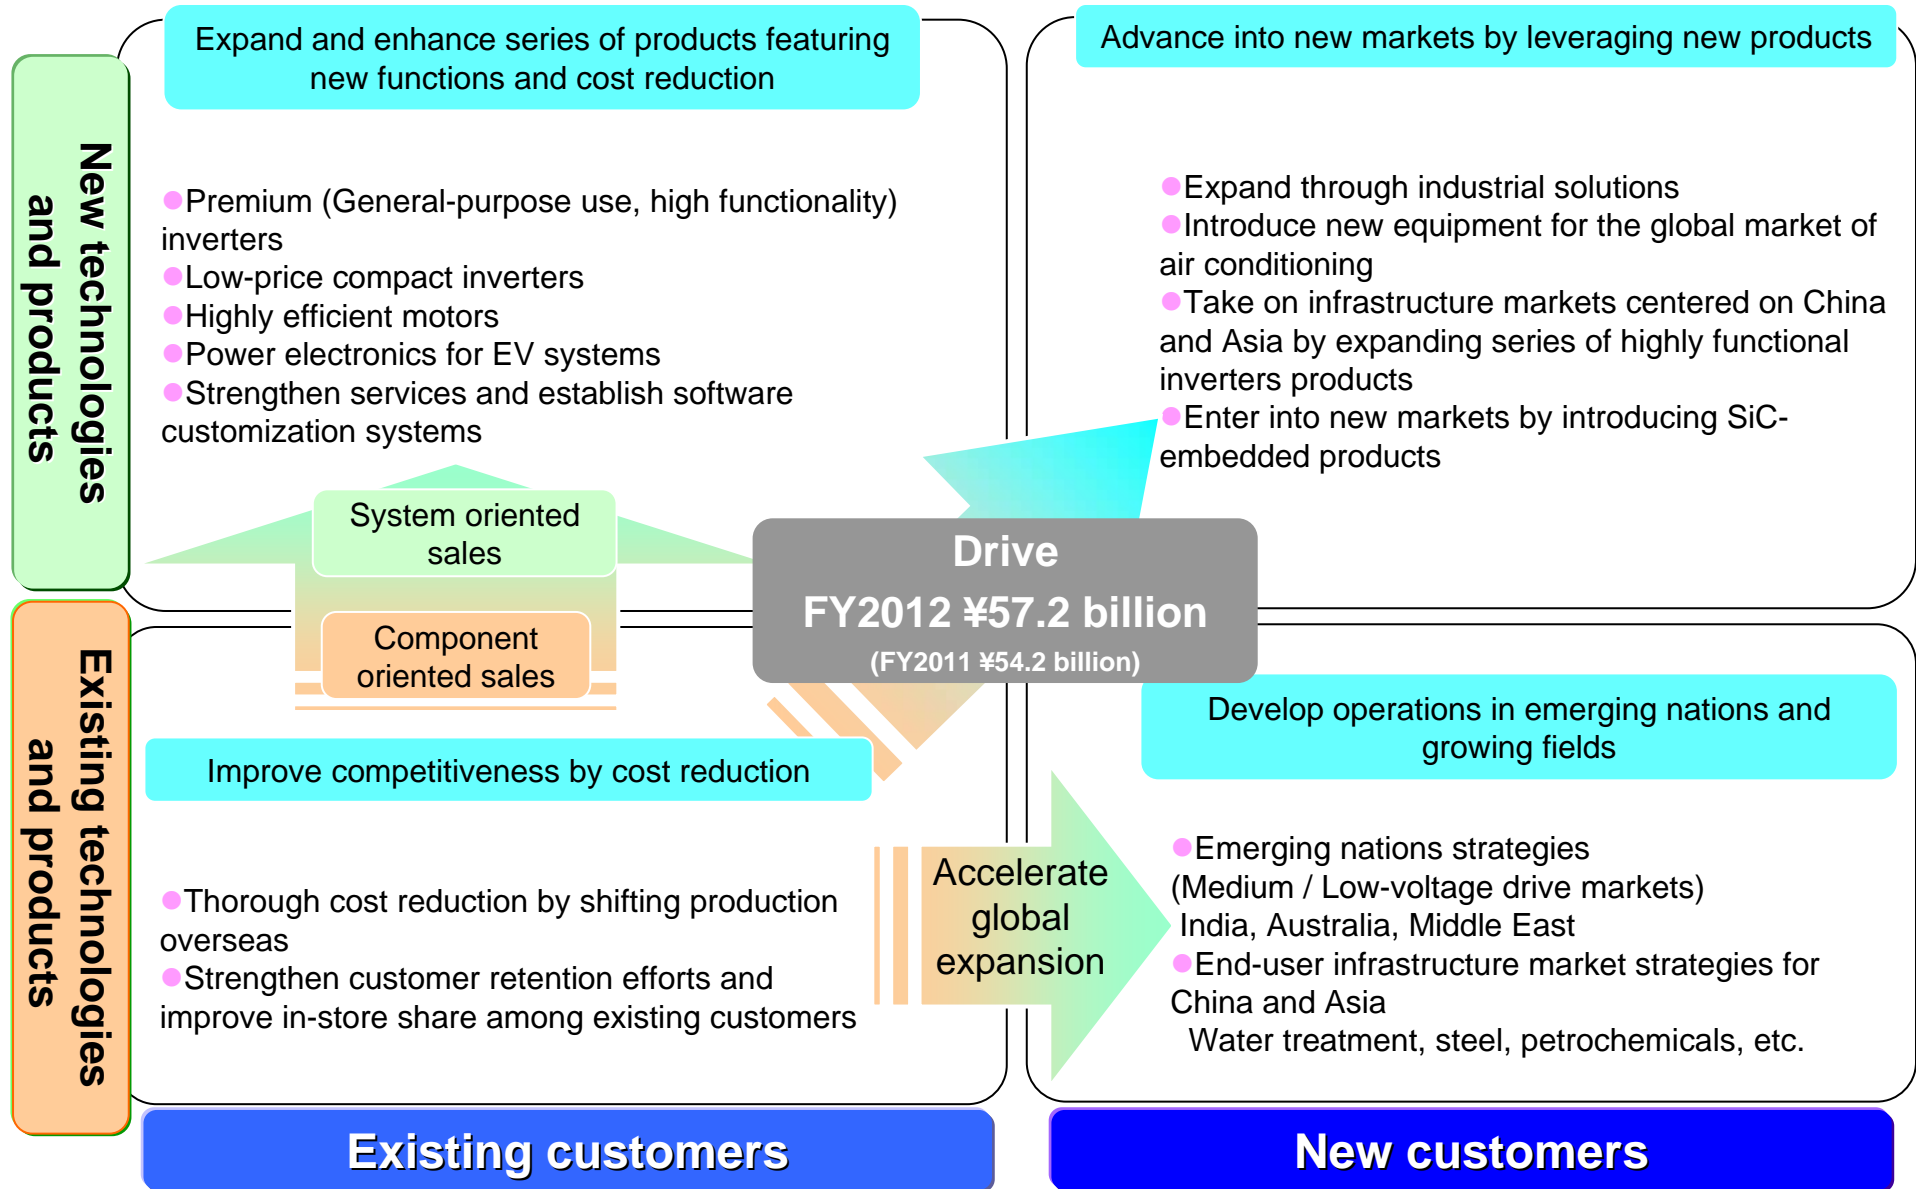 Expand and enhance series of products featuring
new functions and cost reduction
Advance into new markets by leveraging new products
New technologies
and products
●Premium (General-purpose use, high functionality)
inverters
●Low-price compact inverters
●Highly efficient motors
●Power electronics for EV systems
●Strengthen services and establish software
customization systems
●Expand through industrial solutions
●Introduce new equipment for the global market of
air conditioning
●Take on infrastructure markets centered on China
and Asia by expanding series of highly functional
inverters products
●Enter into new markets by introducing SiC-
embedded products
System oriented
sales
Component
oriented sales
Drive
FY2012 ¥57.2 billion
(FY2011 ¥54.2 billion)
Existing technologies
and products
Improve competitiveness by cost reduction
●Thorough cost reduction by shifting production
overseas
●Strengthen customer retention efforts and
improve in-store share among existing customers
Accelerate
global
expansion
Develop operations in emerging nations and
growing fields
●Emerging nations strategies
(Medium / Low-voltage drive markets)
India, Australia, Middle East
●End-user infrastructure market strategies for
China and Asia
Water treatment, steel, petrochemicals, etc.
Existing customers
New customers